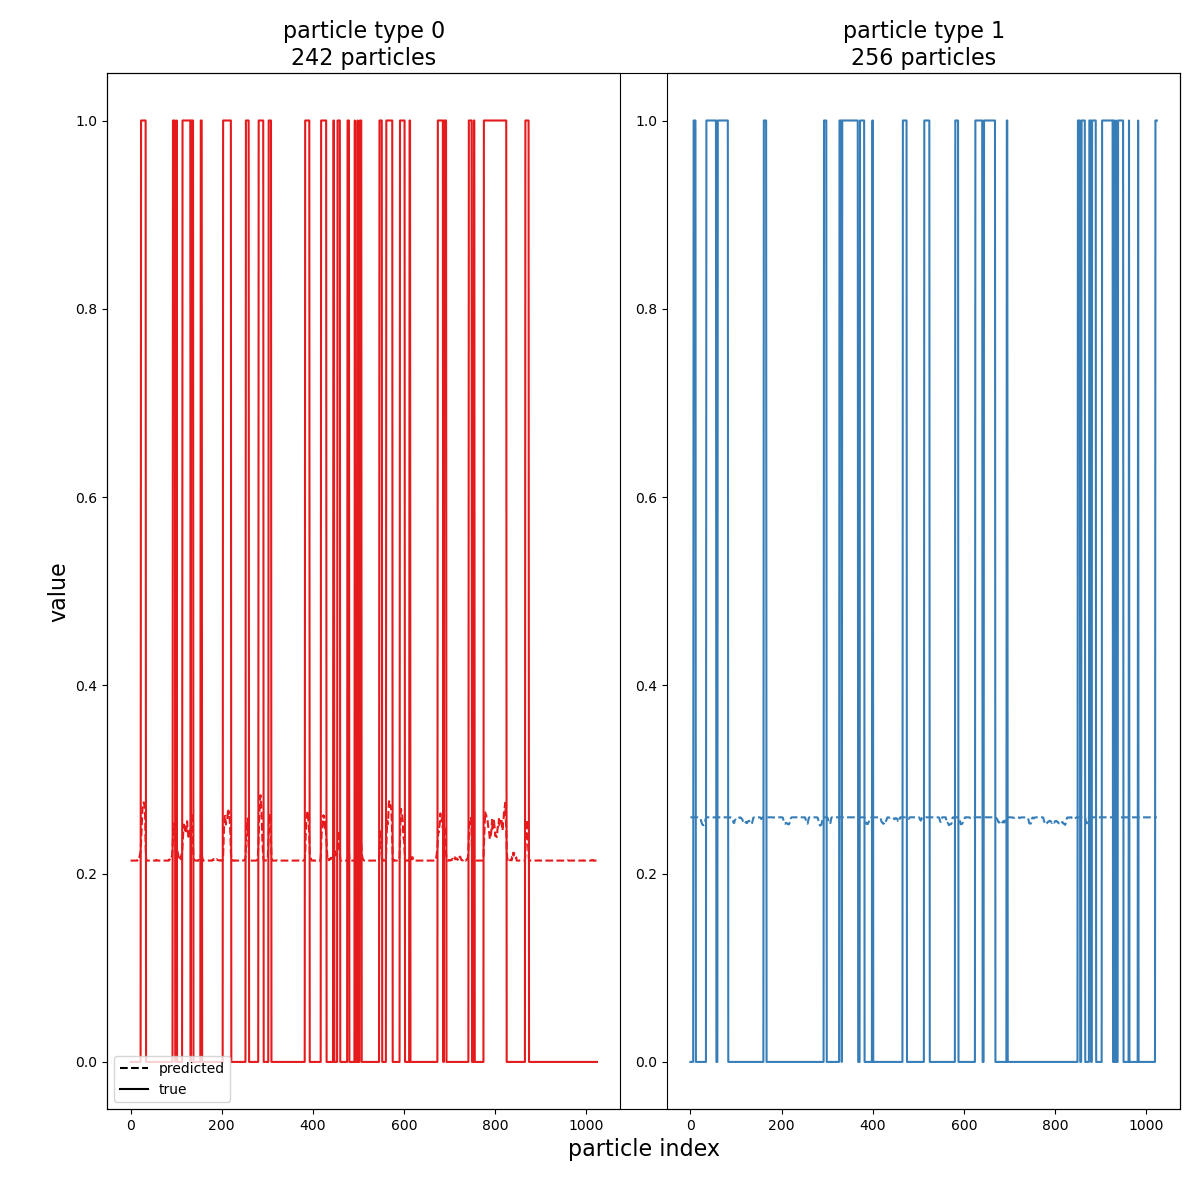 particle type 0
242 particles
particle type 1
256 particles
1.0
0.8
0.6
0.4
0.2
0.0
value
predicted
true
0 200 400 600 800 1000
1.0
0.8
0.6
0.4
0.2
0.0
0 200 400 600 800 1000
particle index